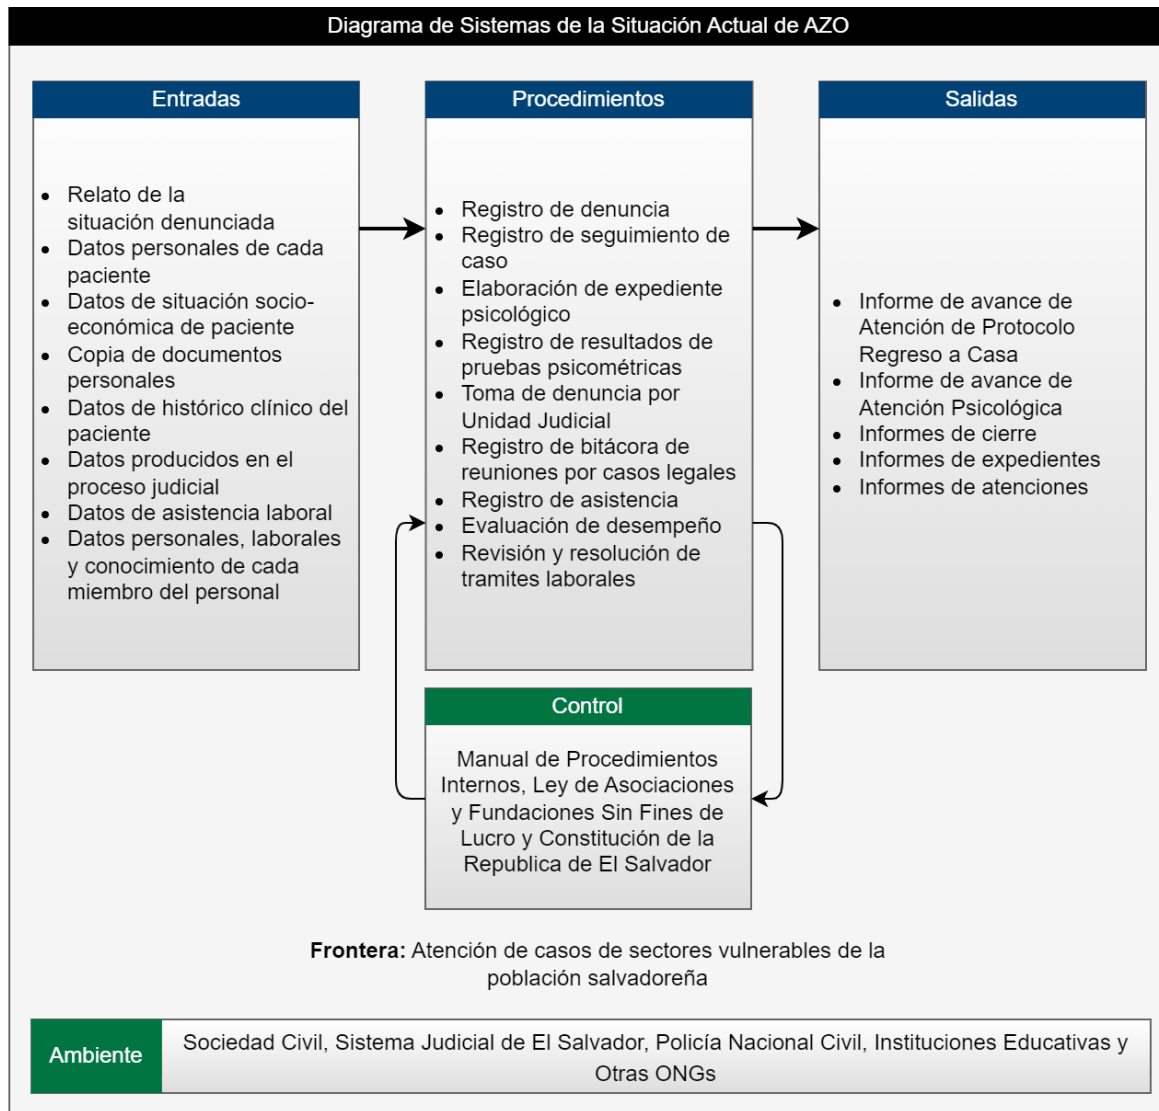 Diagrama de Sistemas de la Situación Actual de AZO
Entradas
• Relato de la
situación denunciada
• Datos personales de cada
paciente
• Datos de situación socio-
económica de paciente
• Copia de documentos
personales
• Datos de histórico clínico del
paciente
• Datos producidos en el
proceso judicial
• Datos de asistencia laboral
• Datos personales, laborales
y conocimiento de cada
miembro del personal
Procedimientos
• Registro de denuncia
• Registro de seguimiento de
caso
• Elaboración de expediente
psicológico
• Registro de resultados de
pruebas psicométricas
• Toma de denuncia por
Unidad Judicial
• Registro de bitácora de
reuniones por casos legales
• Registro de asistencia
• Evaluación de desempeño
• Revisión y resolución de
tramites laborales
Salidas
• Informe de avance de
Atención de Protocolo
Regreso a Casa
• Informe de avance de
Atención Psicológica
• Informes de cierre
• Informes de expedientes
• Informes de atenciones
Control
Manual de Procedimientos
Internos, Ley de Asociaciones
y Fundaciones Sin Fines de
Lucro y Constitución de la
Republica de El Salvador
Frontera: Atención de casos de sectores vulnerables de la
población salvadoreña
Ambiente
Sociedad Civil, Sistema Judicial de El Salvador, Policía Nacional Civil, Instituciones Educativas y
Otras ONGs